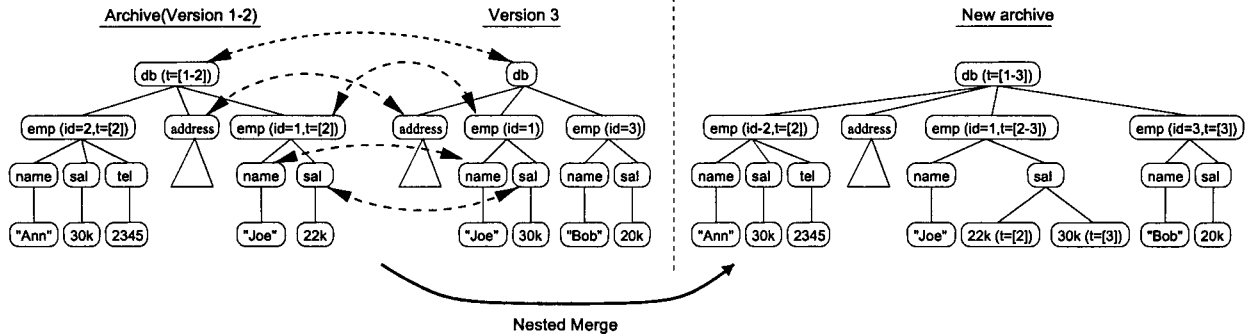 Archive(Version 1-2) Version 3 New archive
db (t=[1-2]) db db (t=[1-3])
emp (id=2,t=[2]) address emp (id=1,t=[2]) address emp (id=1) emp (id=3) emp (id-2,t=[2]) address emp (id=1,t=[2-3]) emp (id=3,t=[3])
name sal tel name sal name sal name sal name sal tel name sal name sal
"Ann" 30k 2345 "Joe" 22k "Joe" 30k "Bob" 20k "Ann" 30k 2345 "Joe" 22k (t=[2]) 30k (t=[3]) "Bob" 20k
Nested Merge